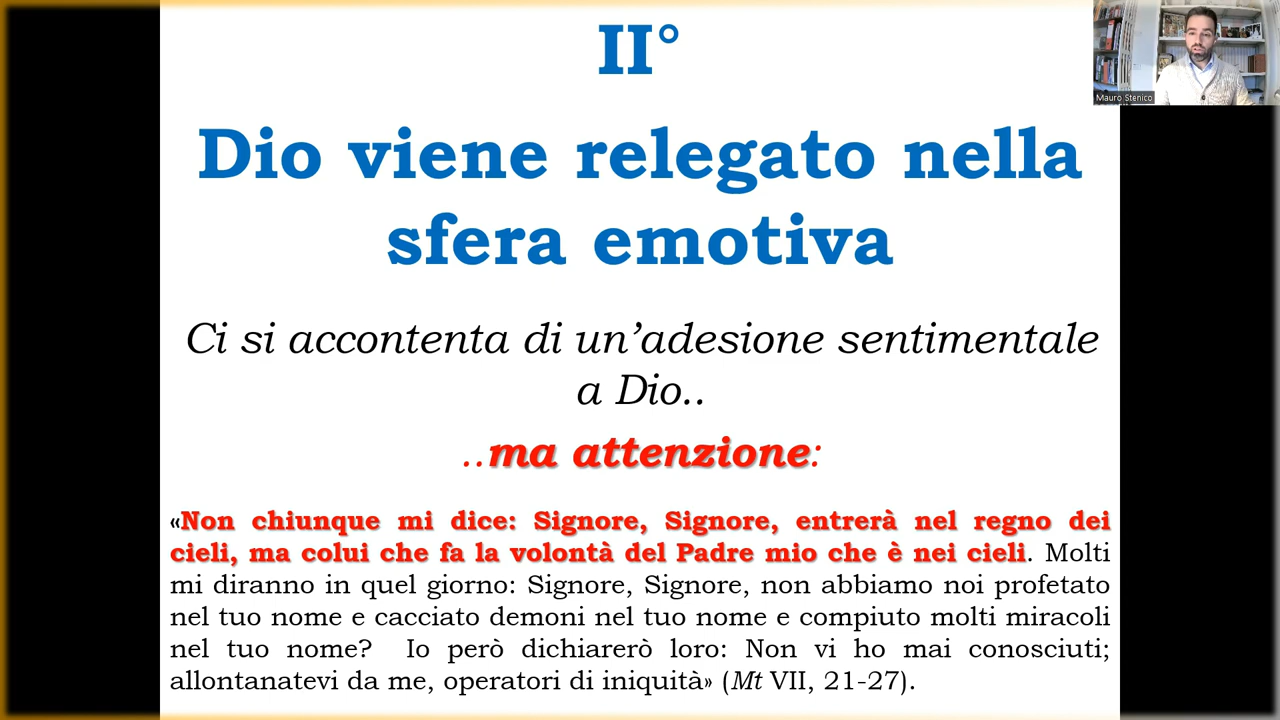 II°
Dio viene relegato nella
sfera emotiva
Ci si accontenta di un’adesione sentimentale
a Dio..
..ma attenzione:
«Non chiunque mi dice: Signore, Signore, entrerà nel regno dei
cieli, ma colui che fa la volontà del Padre mio che è nei cieli. Molti
mi diranno in quel giorno: Signore, Signore, non abbiamo noi profetato
nel tuo nome e cacciato demoni nel tuo nome e compiuto molti miracoli
nel tuo nome? Io però dichiarerò loro: Non vi ho mai conosciuti;
allontanatevi da me, operatori di iniquità» (Mt VII, 21-27).
Mauro Stenico